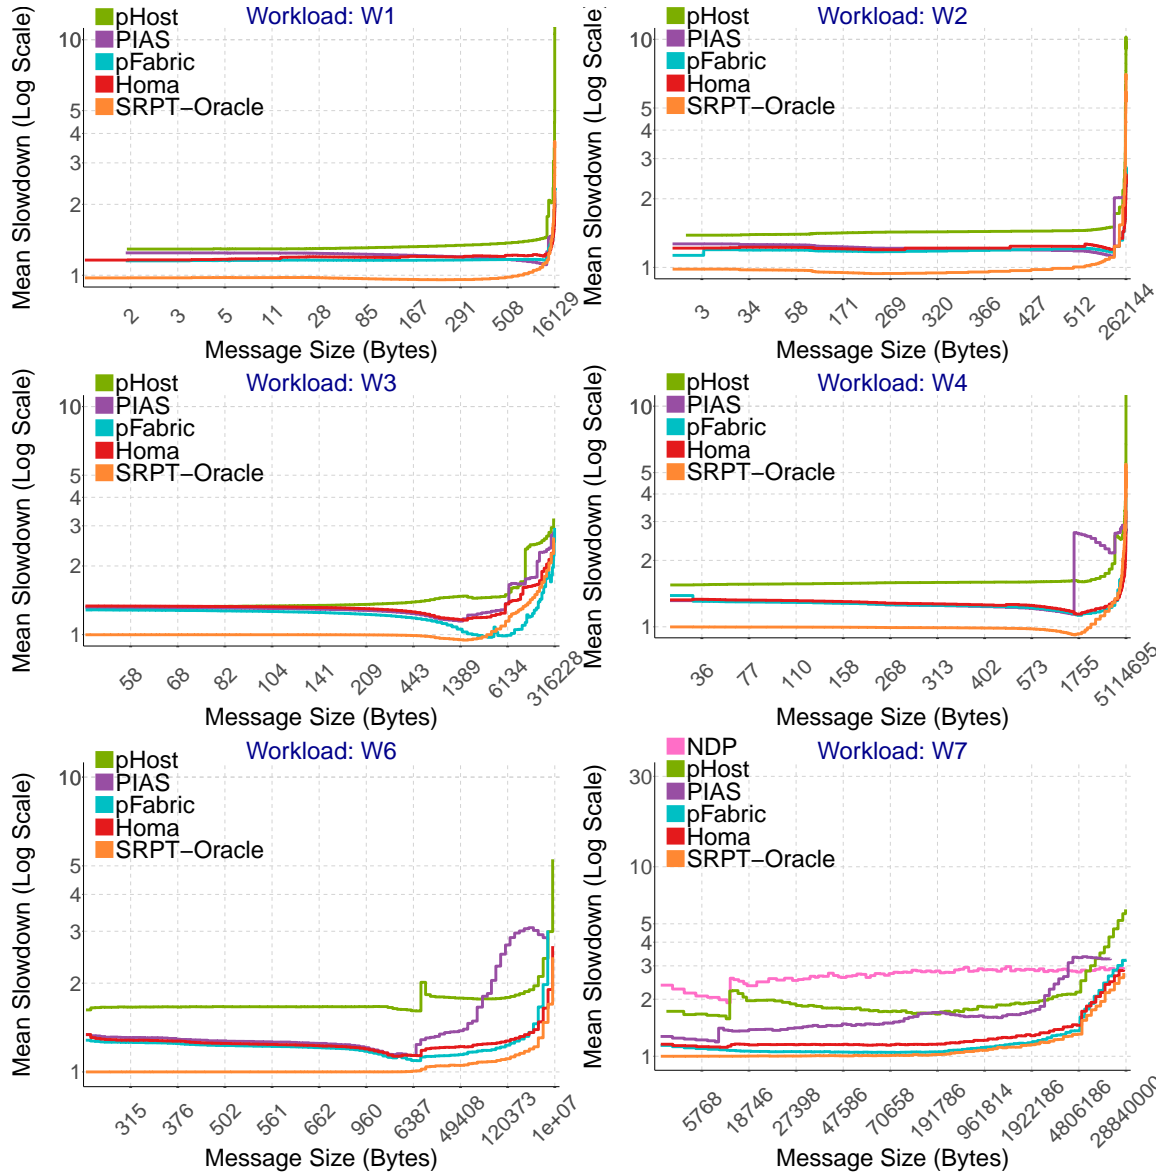 Workload: W1
Mean Slowdown (Log Scale)
pHost
PIAS
pFabric
Homa
SRPT−Oracle
10
5
4
3
2
1
2 3 5 11 28 85 167 291 508 16129
Message Size (Bytes)
Workload: W2
Mean Slowdown (Log Scale)
pHost
PIAS
pFabric
Homa
SRPT−Oracle
10
5
4
3
2
1
3 34 58 171 269 320 366 427 512 262144
Message Size (Bytes)
Workload: W3
Mean Slowdown (Log Scale)
pHost
PIAS
pFabric
Homa
SRPT−Oracle
10
5
4
3
2
1
58 68 82 104 141 209 443 1389 6134 316228
Message Size (Bytes)
Workload: W4
Mean Slowdown (Log Scale)
pHost
PIAS
pFabric
Homa
SRPT−Oracle
10
5
4
3
2
1
36 77 110 158 268 313 402 573 1755 5114695
Message Size (Bytes)
Workload: W6
Mean Slowdown (Log Scale)
pHost
PIAS
pFabric
Homa
SRPT−Oracle
10
5
4
3
2
1
315 376 502 561 662 960 6387 49408 120373 1e+07
Message Size (Bytes)
Workload: W7
Mean Slowdown (Log Scale)
NDP
pHost
PIAS
pFabric
Homa
SRPT−Oracle
30
10
5
4
3
2
1
5768 18746 27398 47586 70658 191786 961814 1922186 4806186 28840000
Message Size (Bytes)